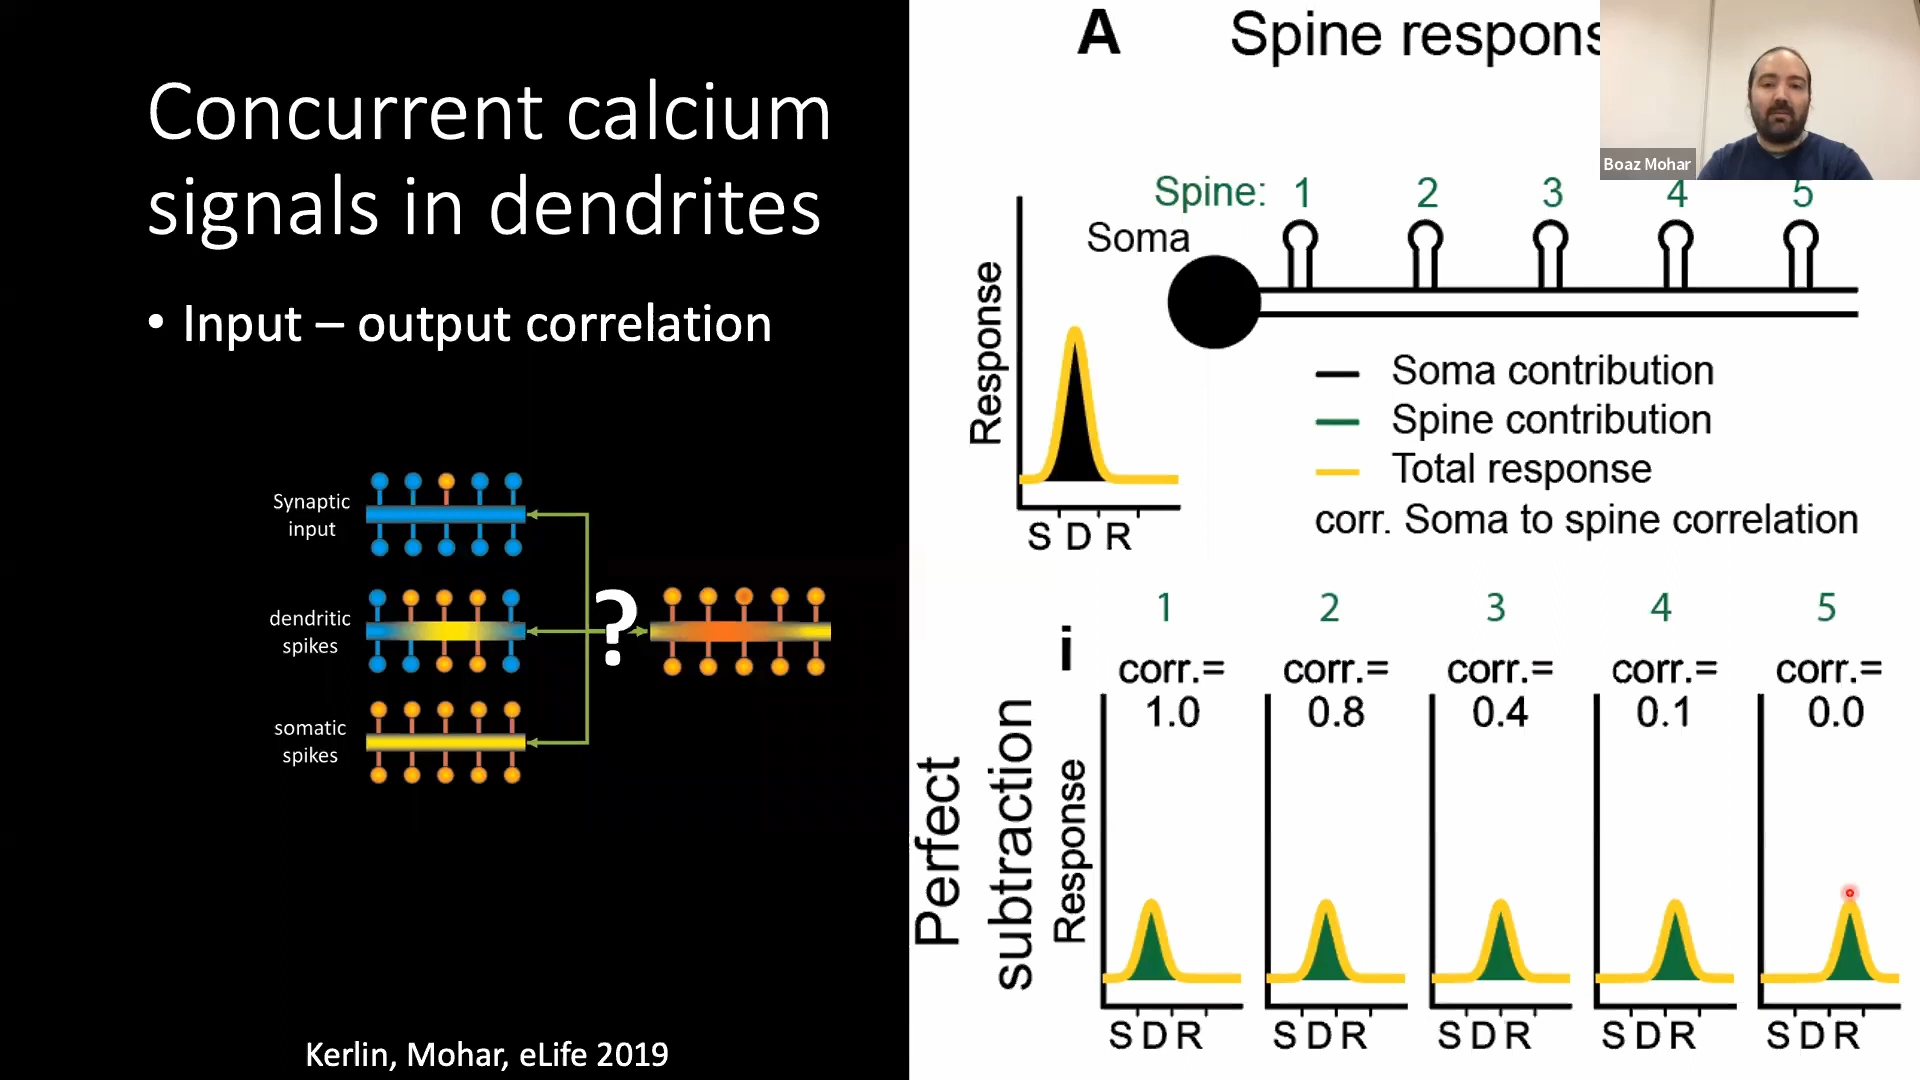 Concurrent calcium
signals in dendrites
• Input – output correlation
Synaptic
input
dendritic
spikes
?
somatic
spikes
Kerlin, Mohar, eLife 2019
A Spine respons
Boaz Mohar
Spine: 1 2 3 4 5
Soma
Response
Soma contribution
Spine contribution
Total response
corr. Soma to spine correlation
S D R
i
1 2 3 4 5
corr.= corr.= corr.= corr.= corr.=
1.0 0.8 0.4 0.1 0.0
Perfect
subtraction
Response
S D R S D R S D R S D R S D R